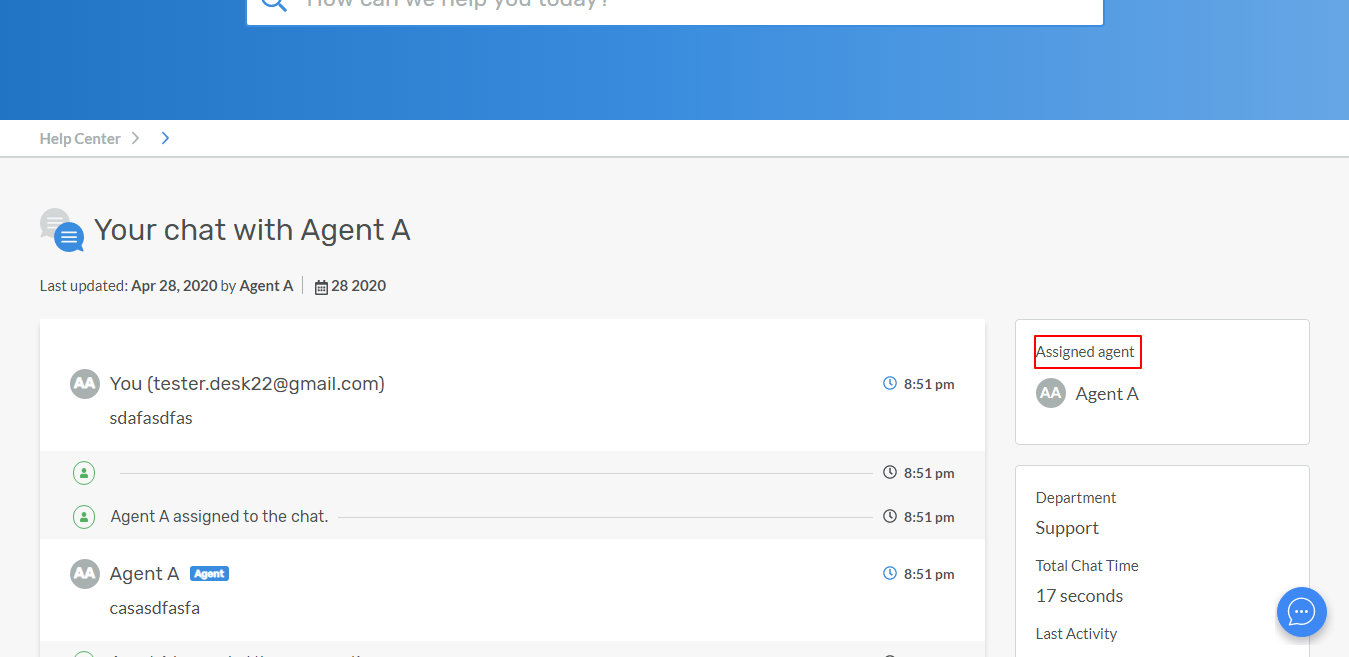 How can we help you today?
Help Center
Your chat with Agent A
Last updated: Apr 28, 2020 by Agent A 28 2020
AA You (tester.desk22@gmail.com) 8:51 pm
sdafasdfas
8:51 pm
Agent A assigned to the chat. 8:51 pm
AA Agent A Agent 8:51 pm
casasdfasfa
Assigned agent
AA Agent A
Department
Support
Total Chat Time
17 seconds
Last Activity